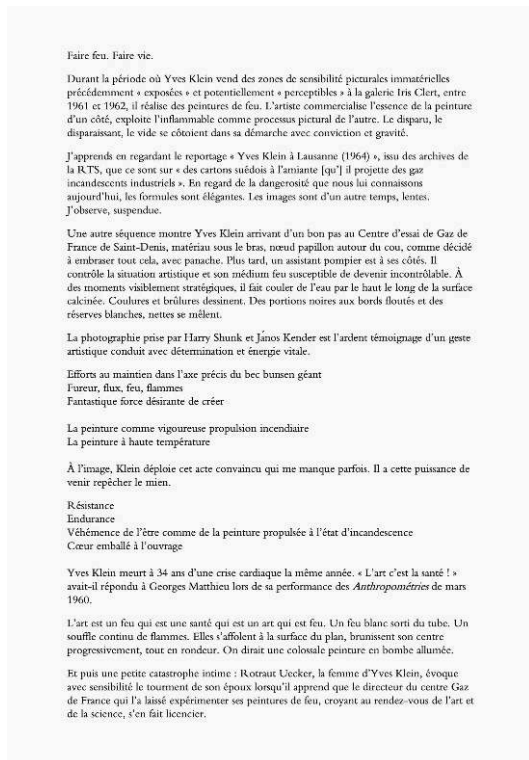 Faire feu. Faire vie.
Durant la période où Yves Klein vend des zones de sensibilité picturales immatérielles
précédemment « exposées » et potentiellement « perceptibles » à la galerie Iris Clert, entre
1961 et 1962, il réalise des peintures de feu. L'artiste commercialise l'essence de la peinture
d'un côté, exploite l'inflammable comme processus pictural de l'autre. Le disparu, le
disparaissant, le vide se côtoient dans sa démarche avec conviction et gravité.
J'apprends en regardant le reportage « Yves Klein à Lausanne (1964) », issu des archives de
la RTS, que ce sont sur « des cartons suédois à l'amiante [qu'] il projette des gaz
incandescents industriels ». En regard de la dangerosité que nous lui connaissons
aujourd'hui, les formules sont élégantes. Les images sont d'un autre temps, lentes.
J'observe, suspendue.
Une autre séquence montre Yves Klein arrivant d'un bon pas au Centre d'essai de Gaz de
France de Saint-Denis, matériau sous le bras, nœud papillon autour du cou, comme décidé
à embraser tout cela, avec panache. Plus tard, un assistant pompier est à ses côtés. Il
contrôle la situation artistique et son médium feu susceptible de devenir incontrôlable. À
des moments visiblement stratégiques, il fait couler de l'eau par le haut le long de la surface
calcinée. Coulures et brûlures dessinent. Des portions noires aux bords floutés et des
réserves blanches, nettes se mêlent.
La photographie prise par Harry Shunk et János Kender est l'ardent témoignage d'un geste
artistique conduit avec détermination et énergie vitale.
Efforts au maintien dans l'axe précis du bec bunsen géant
Fureur, flux, feu, flammes
Fantastique force désirante de créer
La peinture comme vigoureuse propulsion incendiaire
La peinture à haute température
À l'image, Klein déploie cet acte convaincu qui me manque parfois. Il a cette puissance de
venir repêcher le mien.
Résistance
Endurance
Véhémence de l'être comme de la peinture propulsée à l'état d'incandescence
Cœur emballé à l'ouvrage
Yves Klein meurt à 34 ans d'une crise cardiaque la même année. « L'art c'est la santé ! »
avait-il répondu à Georges Matthieu lors de sa performance des Anthropométries de mars
1960.
L'art est un feu qui est une santé qui est un art qui est feu. Un feu blanc sorti du tube. Un
souffle continu de flammes. Elles s'affolent à la surface du plan, brunissent son centre
progressivement, tout en rondeur. On dirait une colossale peinture en bombe allumée.
Et puis une petite catastrophe intime : Rotraut Uecker, la femme d'Yves Klein, évoque
avec sensibilité le tourment de son époux lorsqu'il apprend que le directeur du centre Gaz
de France qui l'a laissé expérimenter ses peintures de feu, croyant au rendez-vous de l'art et
de la science, s'en fait licencier.